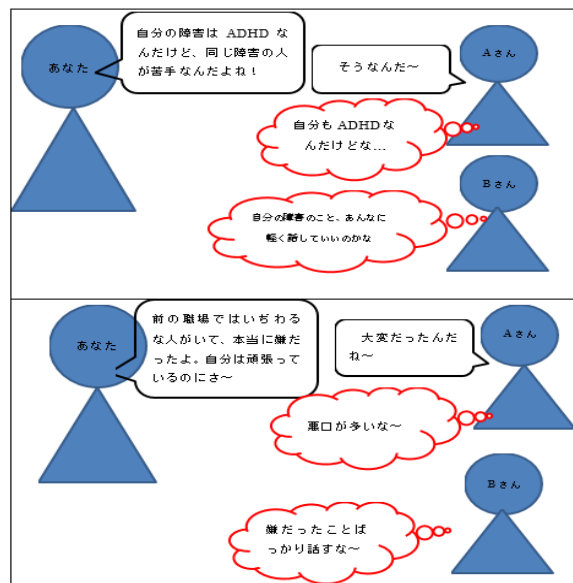 あなた
自分の障害は ADHD な
んだけど、同じ障害の人
が苦手なんだよね！
そうなんだ～
Aさん
自分も ADHD な
んだけどな…
Bさん
自分の障害のこと、あんなに
軽く話していいのかな
あなた
前の職場ではいぢわる
な人がいて、本当に嫌
だったよ。自分は頑張って
いるのにさ～
大変だったんだ
ね～
Aさん
悪口が多いな～
Bさん
嫌だったことば
っかり話すな～